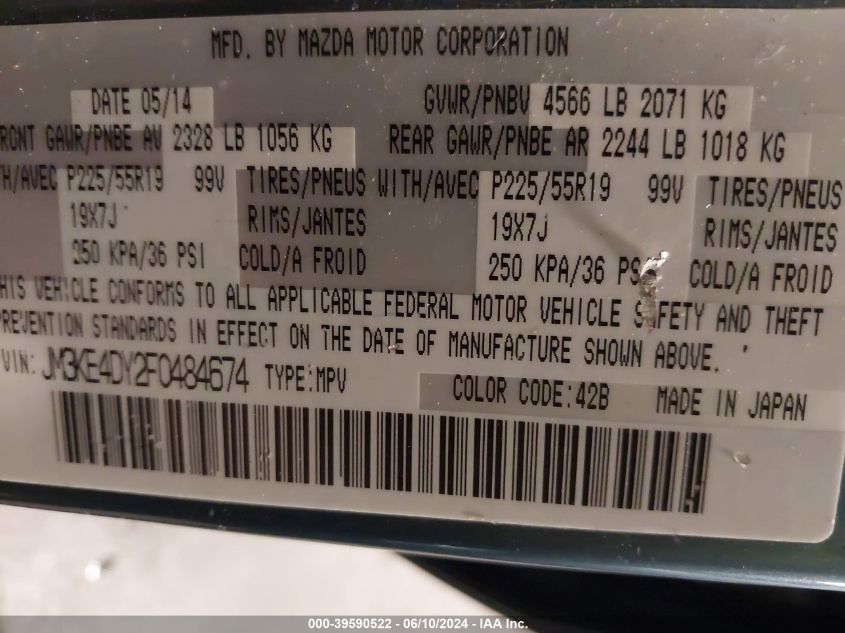 MFD. BY MAZDA MOTOR CORPORATION
DATE 05/14 GVWR/PNBV 4566 LB 2071 KG
FRONT GAWR/PNBE AV 2328 LB 1056 KG REAR GAWR/PNBE AR 2244 LB 1018 KG
WITH/AVEC P225/55R19 99V TIRES/PNEUS WITH/AVEC P225/55R19 99V TIRES/PNEUS
19X7J RIMS/JANTES 19X7J RIMS/JANTES
250 KPA/36 PSI COLD/A FROID 250 KPA/36 PSI COLD/A FROID
THIS VEHICLE CONFORMS TO ALL APPLICABLE FEDERAL MOTOR VEHICLE SAFETY AND THEFT
PREVENTION STANDARDS IN EFFECT ON THE DATE OF MANUFACTURE SHOWN ABOVE.
VIN: JM3KE4DY2F0484674 TYPE:MPV COLOR CODE:42B MADE IN JAPAN
000-39590522 - 06/10/2024 - IAA Inc.